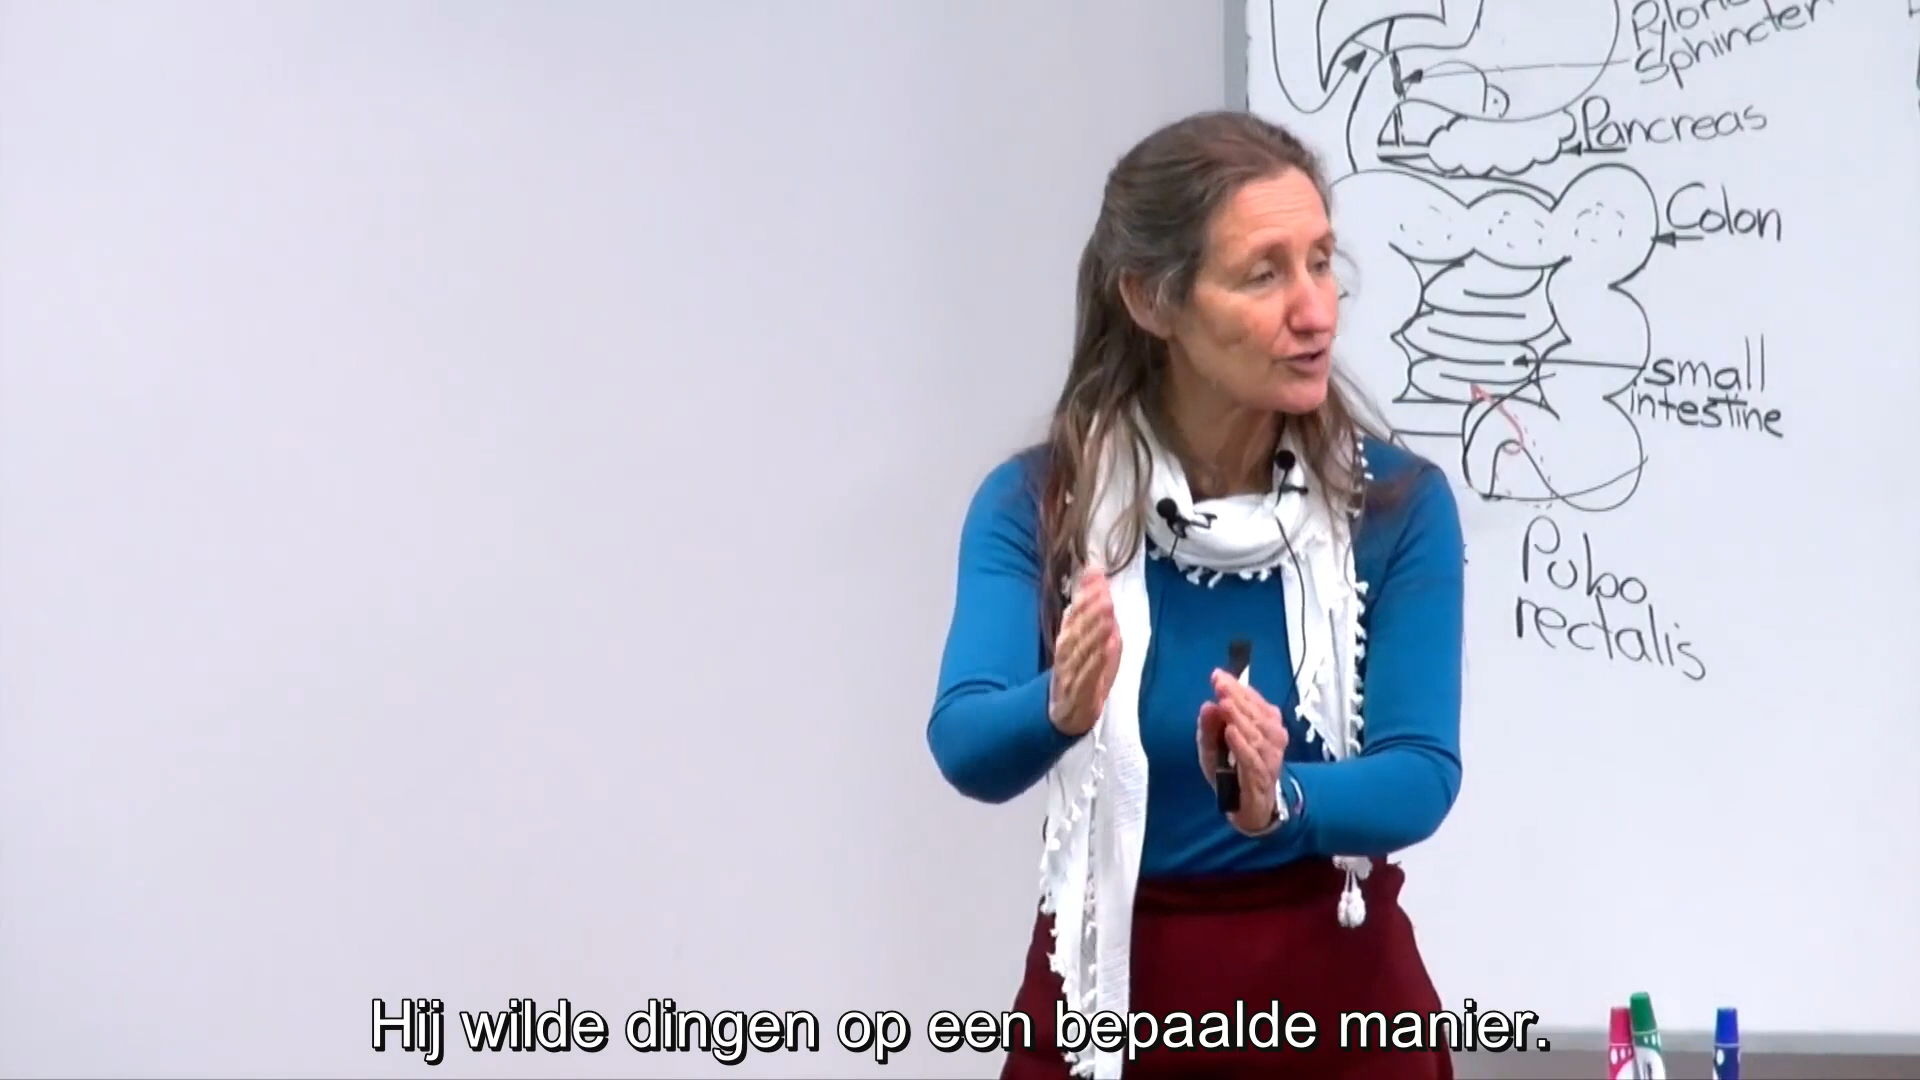 Sphincter
Pancreas
Colon
small
intestine
Pubo
rectalis
Hij wilde dingen op een bepaalde manier.